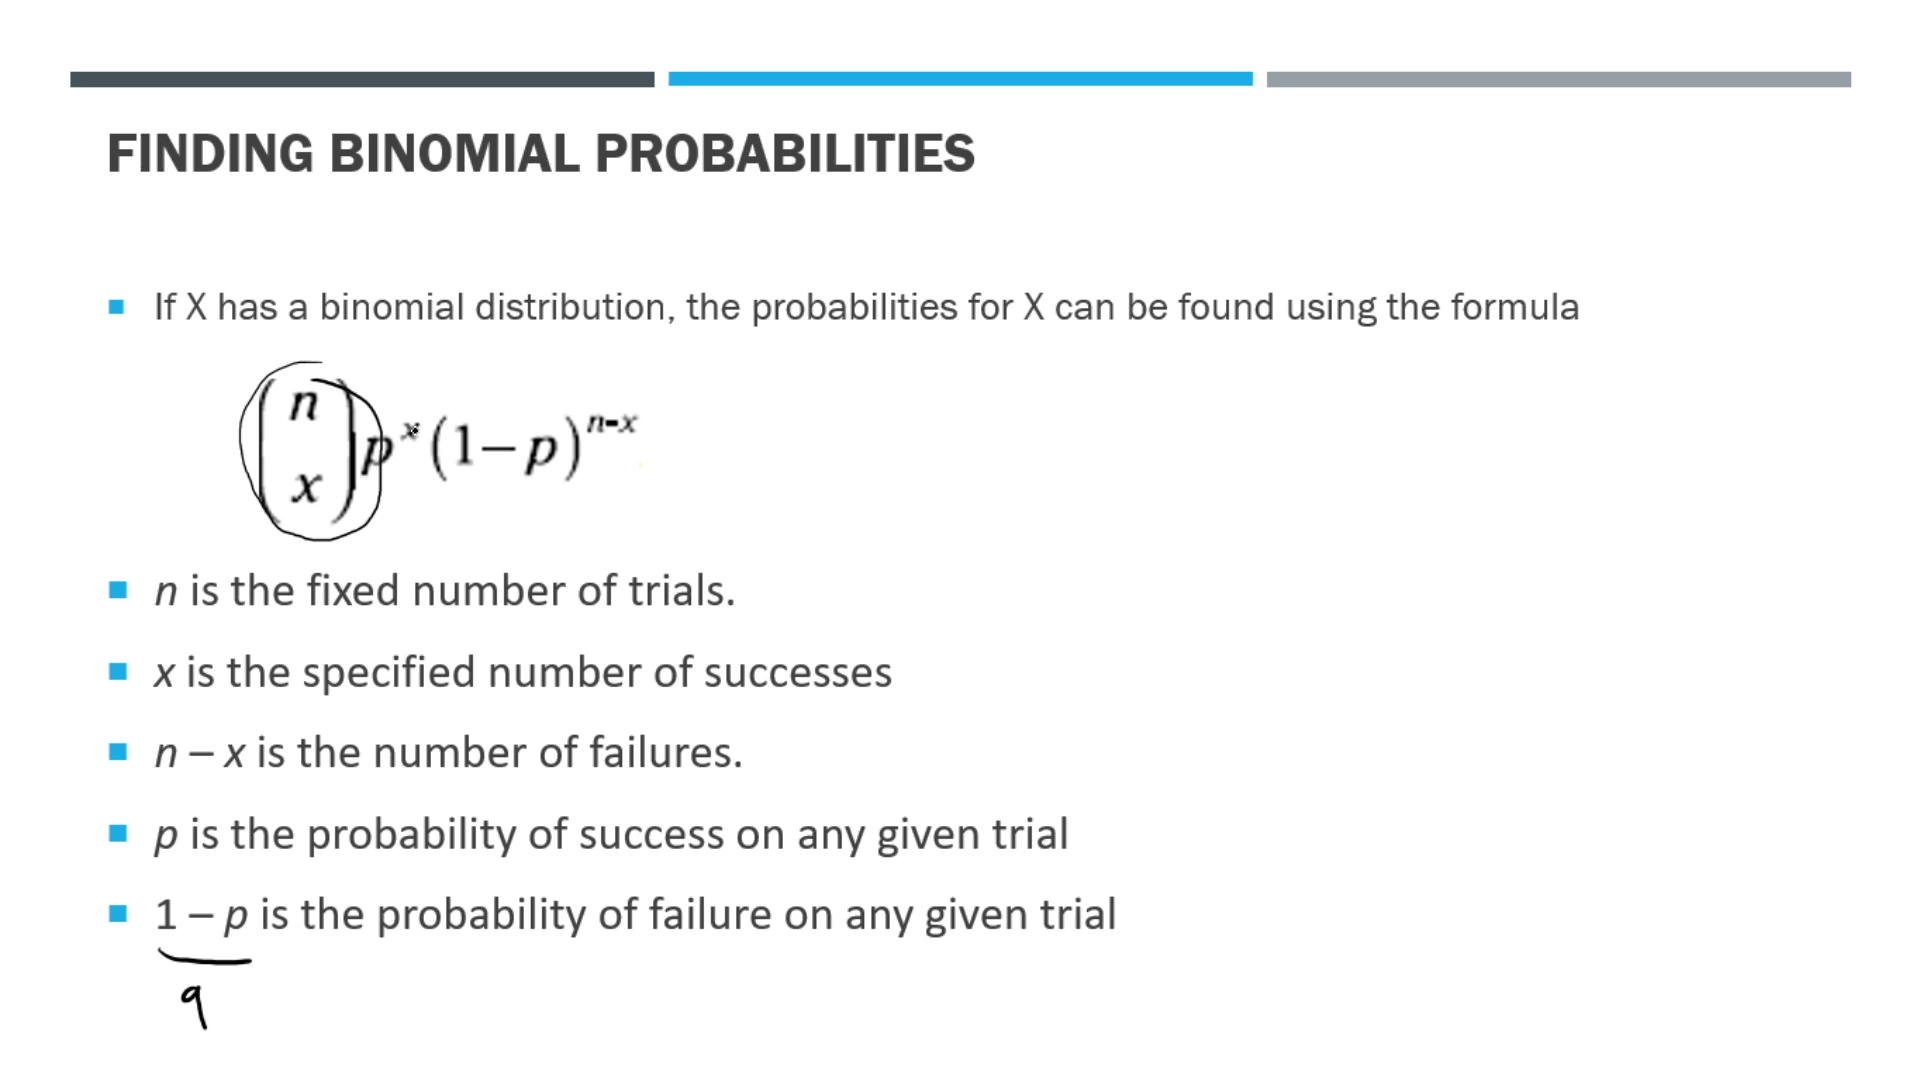 FINDING BINOMIAL PROBABILITIES
If X has a binomial distribution, the probabilities for X can be found using the formula
(n x) p^x (1−p)^n-x
n is the fixed number of trials.
x is the specified number of successes
n – x is the number of failures.
p is the probability of success on any given trial
1 – p is the probability of failure on any given trial
q